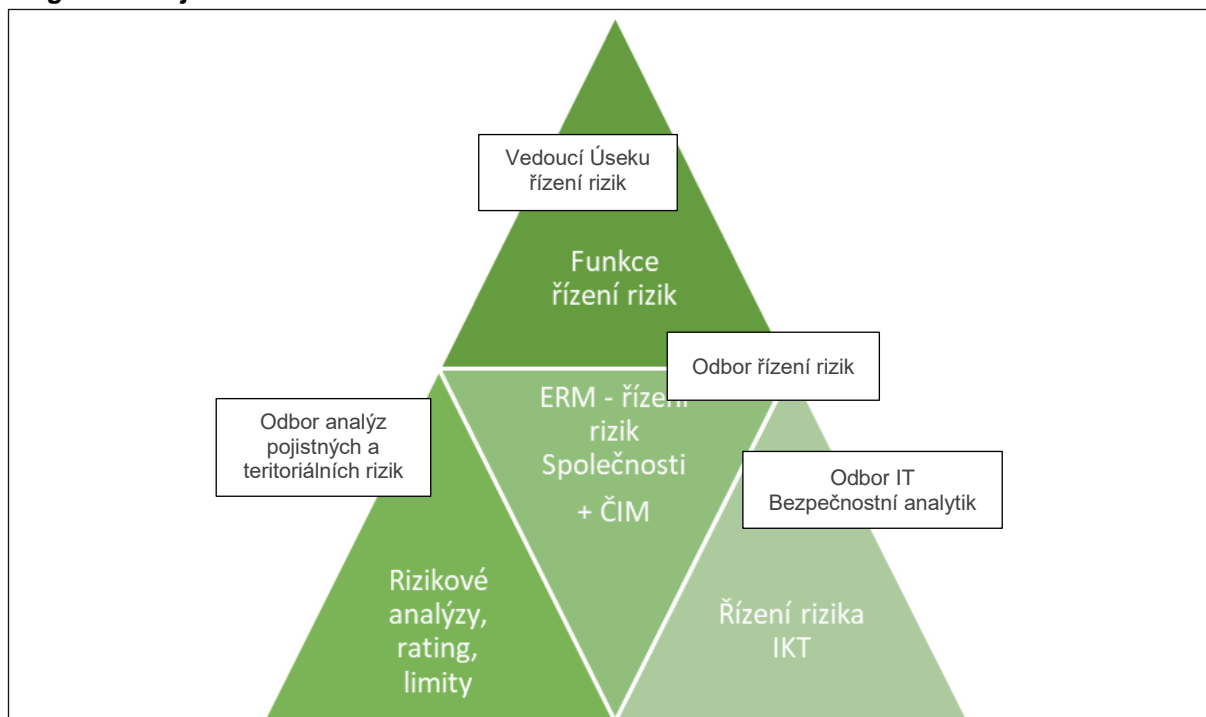 Vedoucí Úseku
řízení rizik
Funkce
řízení rizik
Odbor řízení rizik
ERM - řízení
rizik
Společnosti
+ ČIM
Odbor analýz
pojistných a
teritoriálních rizik
Odbor IT
Bezpečnostní analytik
Rizikové
analýzy,
rating,
limity
Řízení rizika
IKT